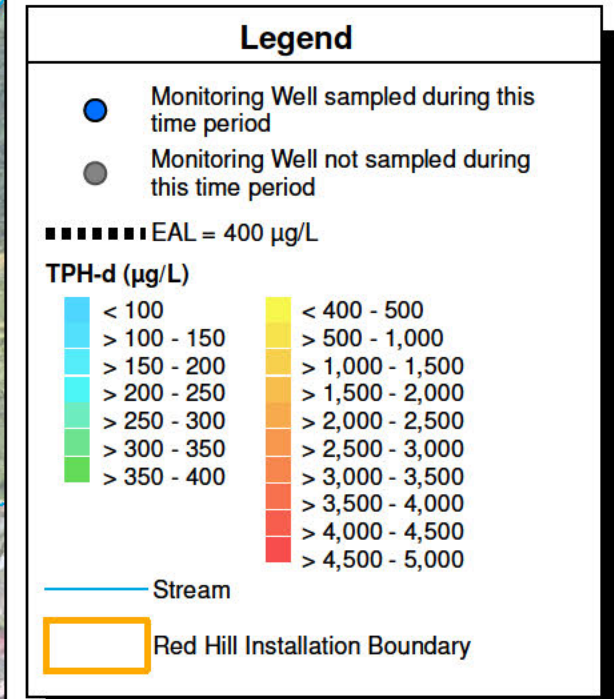 Legend
Monitoring Well sampled during this
time period
Monitoring Well not sampled during
this time period
EAL = 400 µg/L
TPH-d (µg/L)
< 100
> 100 - 150
> 150 - 200
> 200 - 250
> 250 - 300
> 300 - 350
> 350 - 400
< 400 - 500
> 500 - 1,000
> 1,000 - 1,500
> 1,500 - 2,000
> 2,000 - 2,500
> 2,500 - 3,000
> 3,000 - 3,500
> 3,500 - 4,000
> 4,000 - 4,500
> 4,500 - 5,000
Stream
Red Hill Installation Boundary